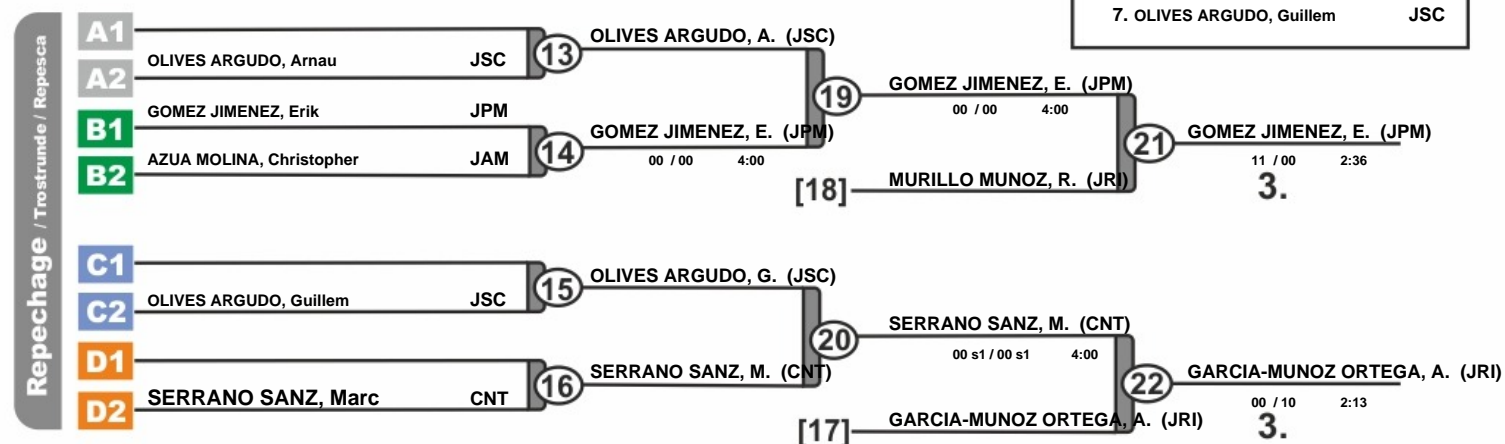 7. OLIVES ARGUDO, Guillem JSC
Repechage / Trostrunde / Repesca
A1
OLIVES ARGUDO, Arnau JSC
A2
13
OLIVES ARGUDO, A. (JSC)
B1
GOMEZ JIMENEZ, Erik JPM
B2
AZUA MOLINA, Christopher JAM
14
GOMEZ JIMENEZ, E. (JPM)
00 / 00 4:00
19
GOMEZ JIMENEZ, E. (JPM)
00 / 00 4:00
[18]
MURILLO MUNOZ, R. (JRI)
21
GOMEZ JIMENEZ, E. (JPM)
11 / 00 2:36
3.
C1
C2
OLIVES ARGUDO, Guillem JSC
15
OLIVES ARGUDO, G. (JSC)
D1
D2
SERRANO SANZ, Marc CNT
16
SERRANO SANZ, M. (CNT)
20
SERRANO SANZ, M. (CNT)
00 s1 / 00 s1 4:00
[17]
GARCIA-MUNOZ ORTEGA, A. (JRI)
22
GARCIA-MUNOZ ORTEGA, A. (JRI)
00 / 10 2:13
3.